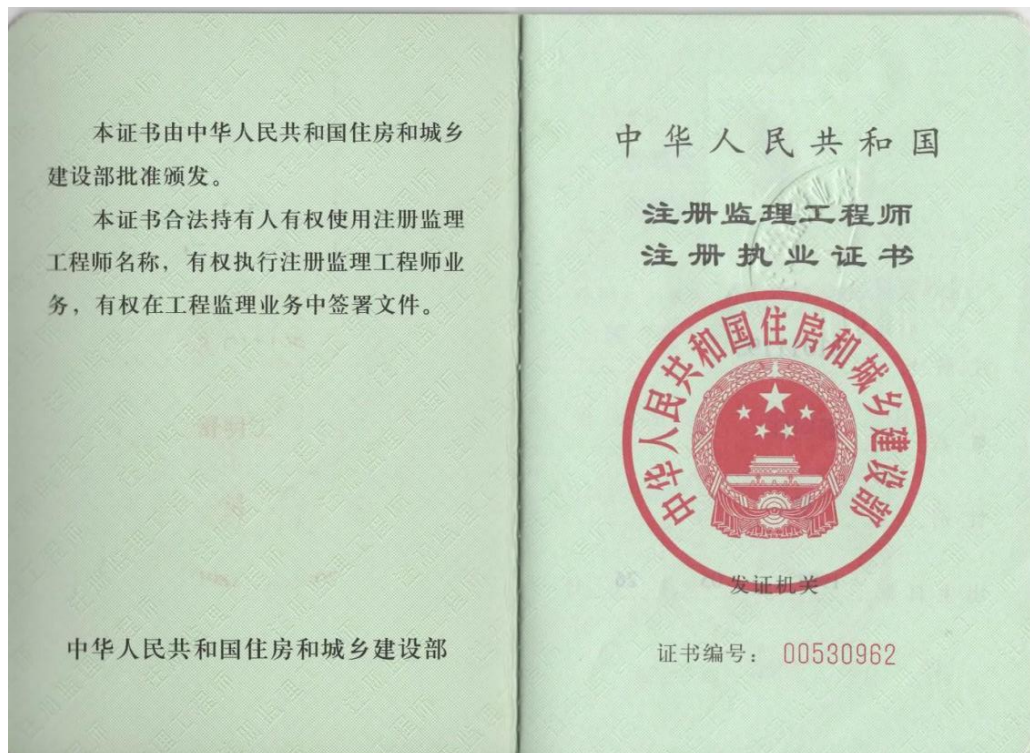 本证书由中华人民共和国住房和城乡
建设部批准颁发。
本证书合法持有人有权使用注册监理
工程师名称，有权执行注册监理工程师业
务，有权在工程监理业务中签署文件。
中华人民共和国住房和城乡建设部
中华人民共和国
注册监理工程师
注册执业证书
中华人民共和国住房和城乡建设部
发证机关
证书编号： 00530962